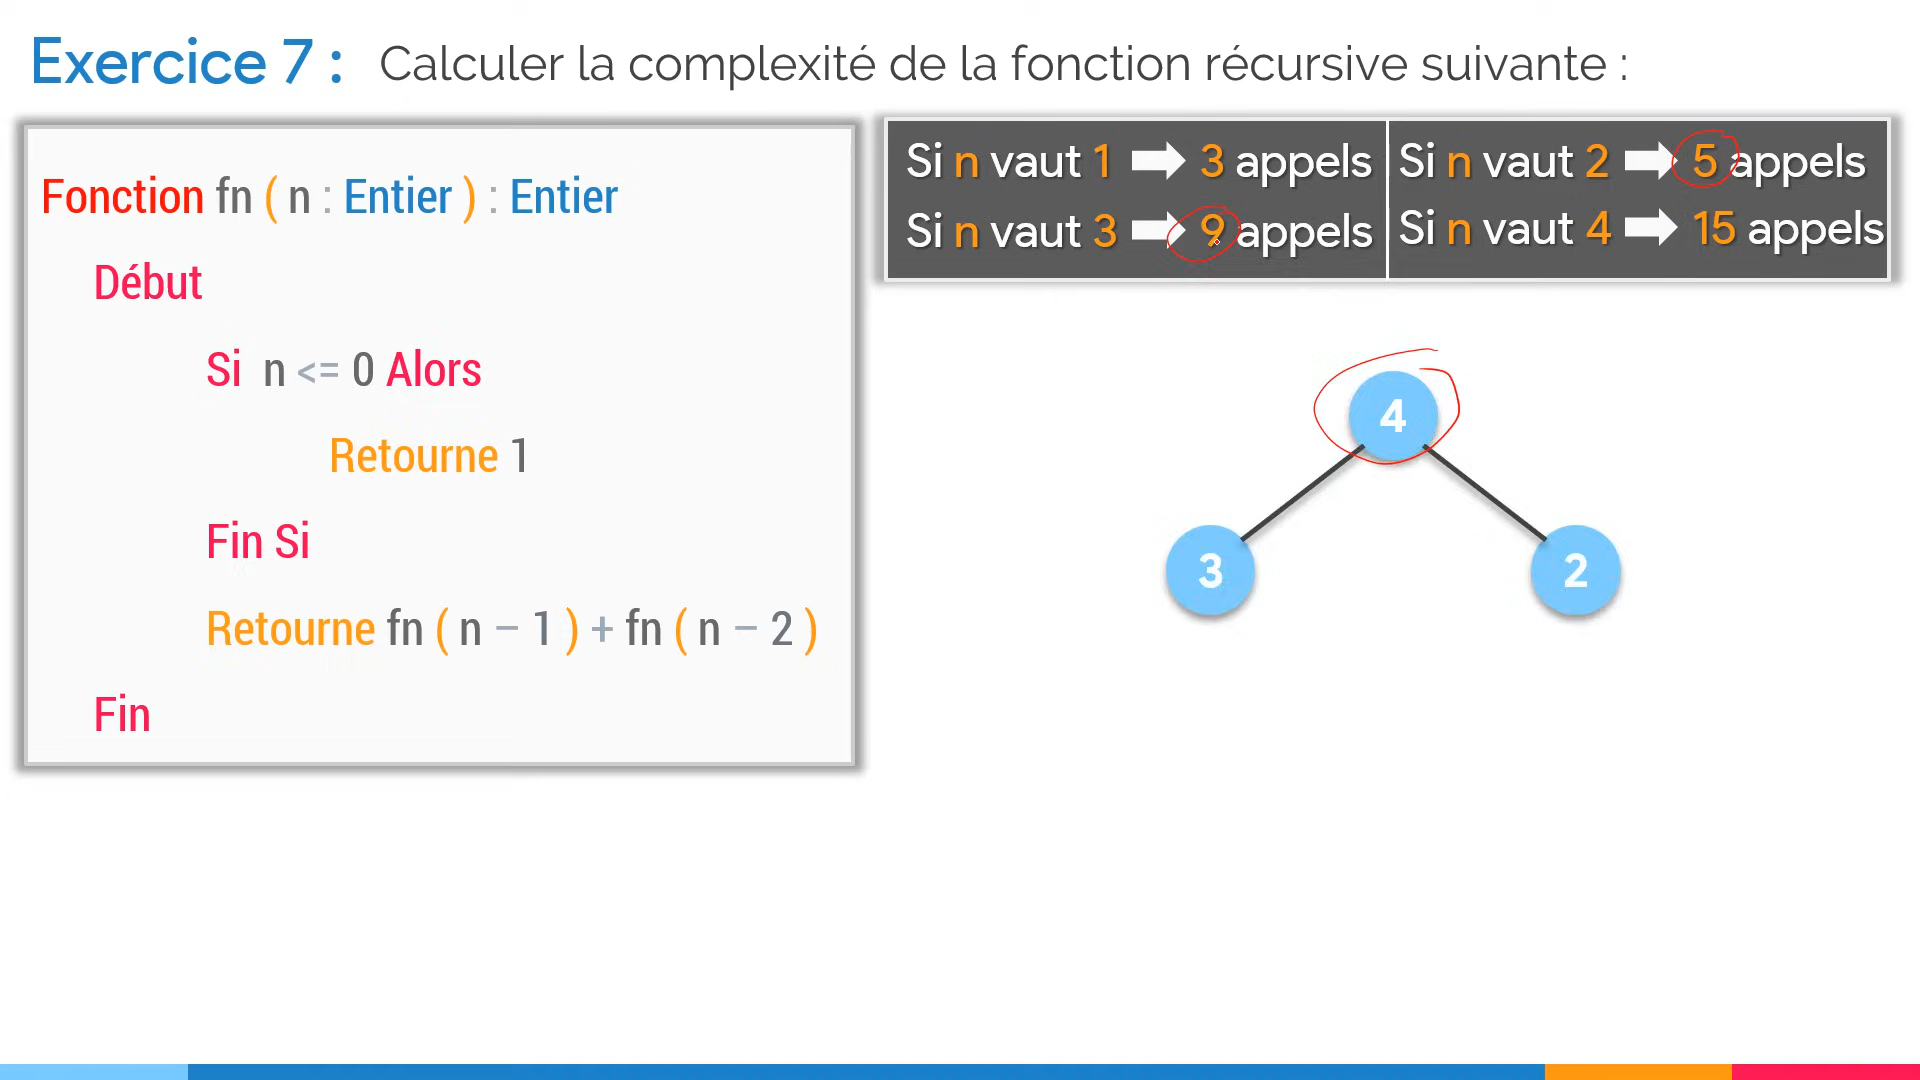 Exercice 7 : Calculer la complexité de la fonction récursive suivante :
Fonction fn ( n : Entier ) : Entier
Début
Si n <= 0 Alors
Retourne 1
Fin Si
Retourne fn ( n – 1 ) + fn ( n – 2 )
Fin
Si n vaut 1 ➡ 3 appels
Si n vaut 2 ➡ 5 appels
Si n vaut 3 ➡ 9 appels
Si n vaut 4 ➡ 15 appels
4
3 2